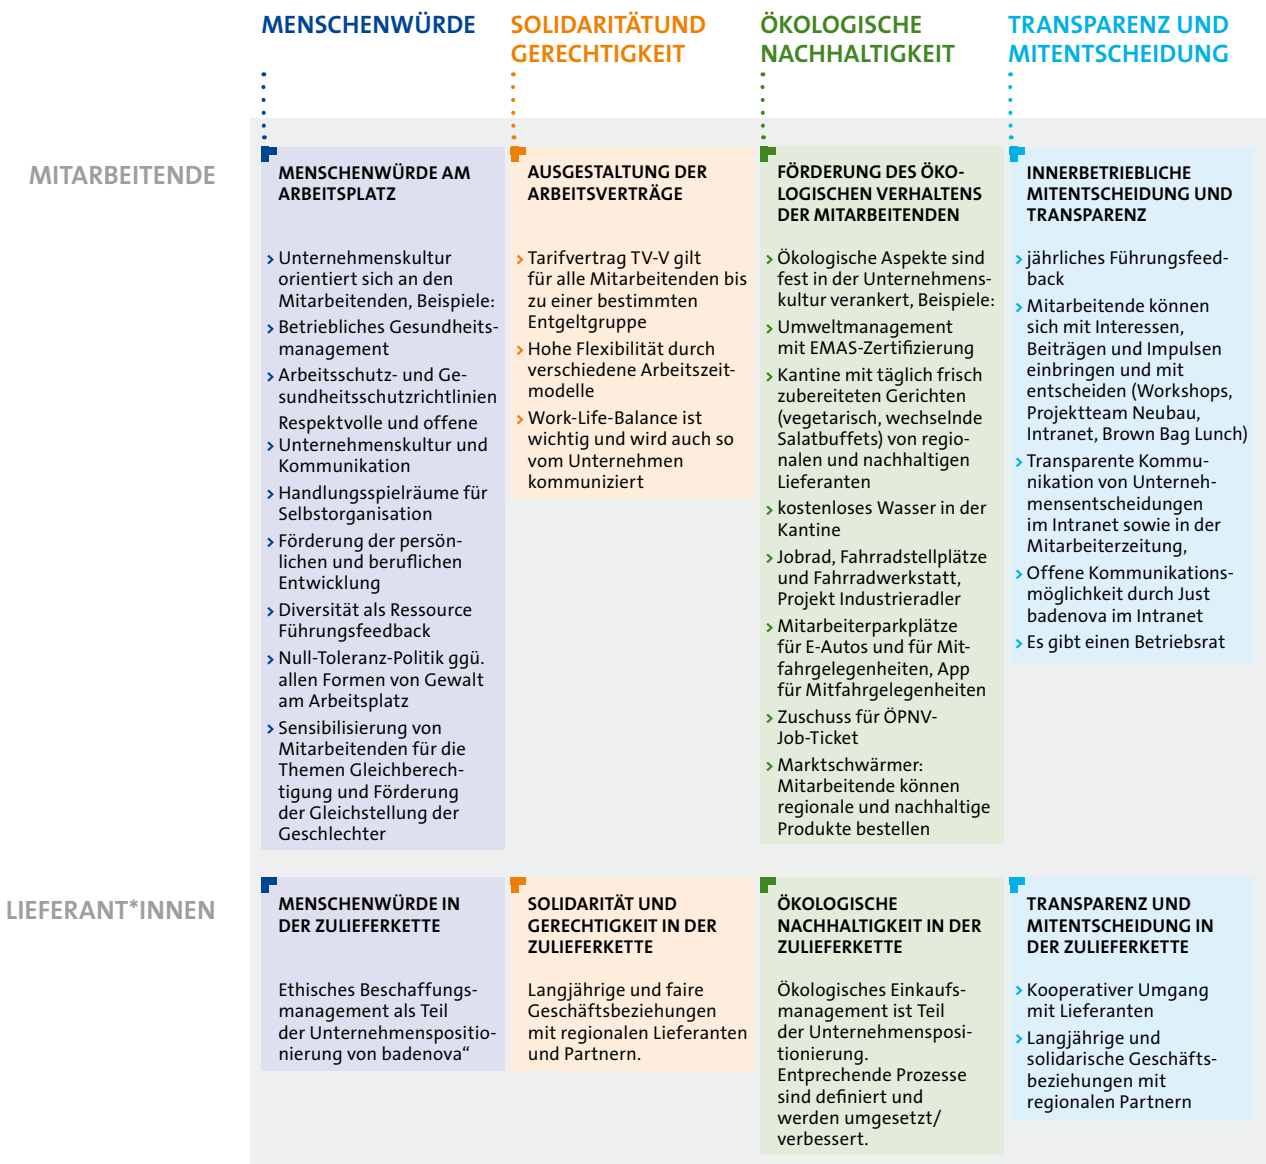 MENSCHENWÜRDE
SOLIDARITÄTUND
GERECHTIGKEIT
ÖKOLOGISCHE
NACHHALTIGKEIT
TRANSPARENZ UND
MITENTSCHEIDUNG
MITARBEITENDE
MENSCHENWÜRDE AM
ARBEITSPLATZ
› Unternehmenskultur
orientiert sich an den
Mitarbeitenden, Beispiele:
› Betriebliches Gesundheits-
management
› Arbeitsschutz- und Ge-
sundheitsschutzrichtlinien
Respektvolle und offene
› Unternehmenskultur und
Kommunikation
› Handlungsspielräume für
Selbstorganisation
› Förderung der persön-
lichen und beruflichen
Entwicklung
› Diversität als Ressource
Führungsfeedback
› Null-Toleranz-Politik ggü.
allen Formen von Gewalt
am Arbeitsplatz
› Sensibilisierung von
Mitarbeitenden für die
Themen Gleichberech-
tigung und Förderung
der Gleichstellung der
Geschlechter
AUSGESTALTUNG DER
ARBEITSVERTRÄGE
› Tarifvertrag TV-V gilt
für alle Mitarbeitenden bis
zu einer bestimmten
Entgeltgruppe
› Hohe Flexibilität durch
verschiedene Arbeitszeit-
modelle
› Work-Life-Balance ist
wichtig und wird auch so
vom Unternehmen
kommuniziert
FÖRDERUNG DES ÖKO-
LOGISCHEN VERHALTENS
DER MITARBEITENDEN
› Ökologische Aspekte sind
fest in der Unternehmens-
kultur verankert, Beispiele:
› Umweltmanagement
mit EMAS-Zertifizierung
› Kantine mit täglich frisch
zubereiteten Gerichten
(vegetarisch, wechselnde
Salatbuffets) von regio-
nalen und nachhaltigen
Lieferanten
› kostenloses Wasser in der
Kantine
› Jobrad, Fahrradstellplätze
und Fahrradwerkstatt,
Projekt Industrieradler
› Mitarbeiterparkplätze
für E-Autos und für Mit-
fahrgelegenheiten, App
für Mitfahrgelegenheiten
› Zuschuss für ÖPNV-
Job-Ticket
› Marktschwärmer:
Mitarbeitende können
regionale und nachhaltige
Produkte bestellen
INNERBETRIEBLICHE
MITENTSCHEIDUNG UND
TRANSPARENZ
› jährliches Führungsfeed-
back
› Mitarbeitende können
sich mit Interessen,
Beiträgen und Impulsen
einbringen und mit
entscheiden (Workshops,
Projektteam Neubau,
Intranet, Brown Bag Lunch)
› Transparente Kommu-
nikation von Unterneh-
mensentscheidungen
im Intranet sowie in der
Mitarbeiterzeitung,
› Offene Kommunikations-
möglichkeit durch Just
badenova im Intranet
› Es gibt einen Betriebsrat
LIEFERANT*INNEN
MENSCHENWÜRDE IN
DER ZULIEFERKETTE
Ethisches Beschaffungs-
management als Teil
der Unternehmenspositio-
nierung von badenova“
SOLIDARITÄT UND
GERECHTIGKEIT IN DER
ZULIEFERKETTE
Langjährige und faire
Geschäftsbeziehungen
mit regionalen Lieferanten
und Partnern.
ÖKOLOGISCHE
NACHHALTIGKEIT IN DER
ZULIEFERKETTE
Ökologisches Einkaufs-
management ist Teil
der Unternehmensposi-
tionierung.
Entprechende Prozesse
sind definiert und
werden umgesetzt/
verbessert.
TRANSPARENZ UND
MITENTSCHEIDUNG IN
DER ZULIEFERKETTE
› Kooperativer Umgang
mit Lieferanten
› Langjährige und
solidarische Geschäfts-
beziehungen mit
regionalen Partnern